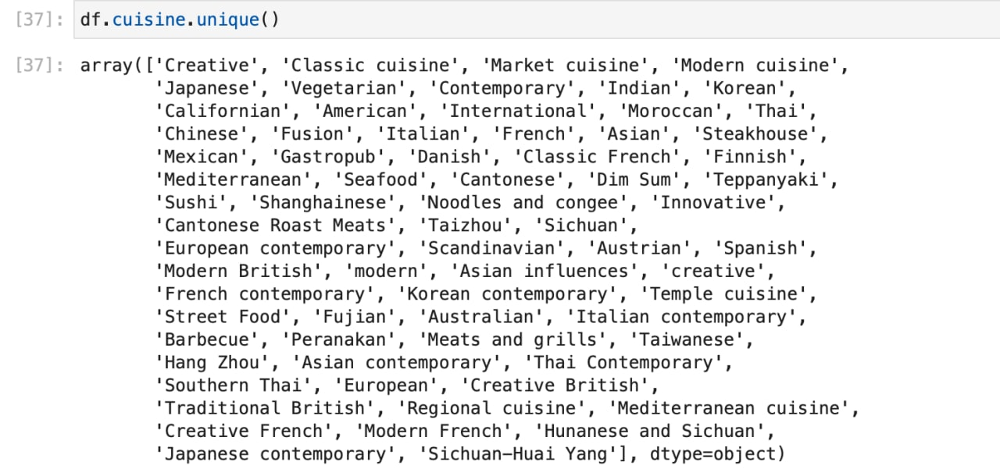 [37]: df.cuisine.unique()
[37]: array(['Creative', 'Classic cuisine', 'Market cuisine', 'Modern cuisine',
'Japanese', 'Vegetarian', 'Contemporary', 'Indian', 'Korean',
'Californian', 'American', 'International', 'Moroccan', 'Thai',
'Chinese', 'Fusion', 'Italian', 'French', 'Asian', 'Steakhouse',
'Mexican', 'Gastropub', 'Danish', 'Classic French', 'Finnish',
'Mediterranean', 'Seafood', 'Cantonese', 'Dim Sum', 'Teppanyaki',
'Sushi', 'Shanghainese', 'Noodles and congee', 'Innovative',
'Cantonese Roast Meats', 'Taizhou', 'Sichuan',
'European contemporary', 'Scandinavian', 'Austrian', 'Spanish',
'Modern British', 'modern', 'Asian influences', 'creative',
'French contemporary', 'Korean contemporary', 'Temple cuisine',
'Street Food', 'Fujian', 'Australian', 'Italian contemporary',
'Barbecue', 'Peranakan', 'Meats and grills', 'Taiwanese',
'Hang Zhou', 'Asian contemporary', 'Thai Contemporary',
'Southern Thai', 'European', 'Creative British',
'Traditional British', 'Regional cuisine', 'Mediterranean cuisine',
'Creative French', 'Modern French', 'Hunanese and Sichuan',
'Japanese contemporary', 'Sichuan-Huai Yang'], dtype=object)